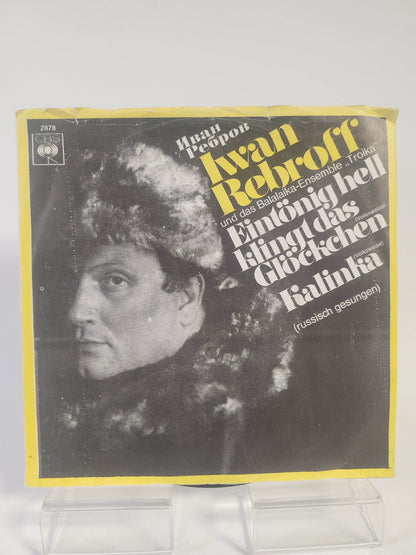 CBS
2878
Иван
Ребров
Iwan
Rebroff
und das Balalaika-Ensemble „Troika"
Eintönig hell
klingt das
Glöckchen
(Volksweise)
Kalinka
(Volksweise)
(russisch gesungen)